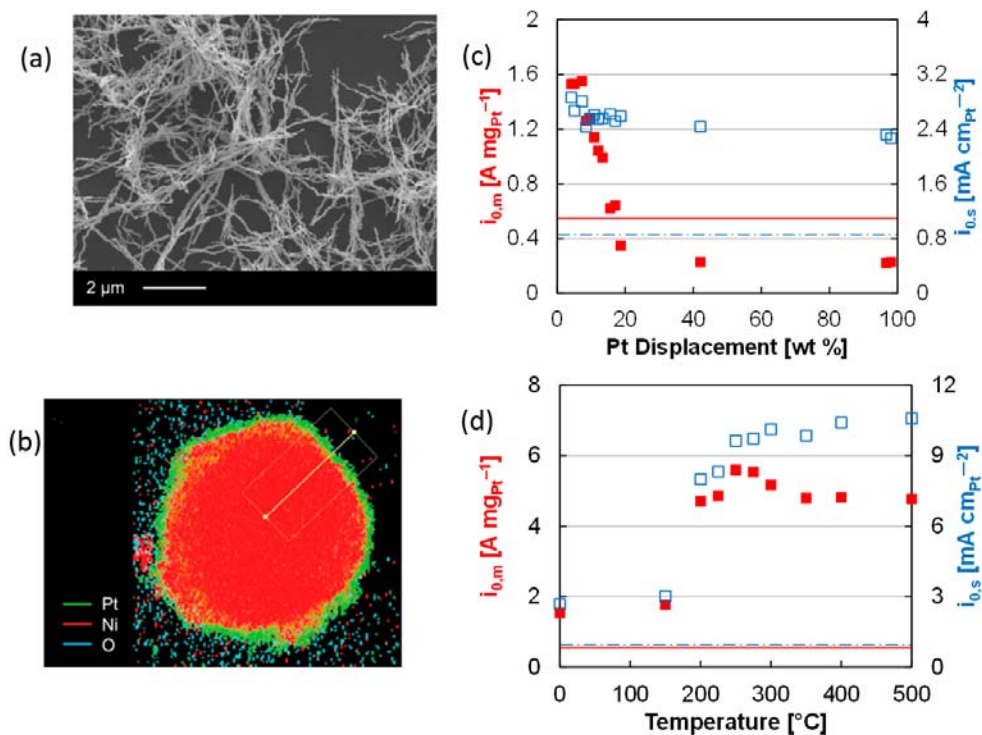 (a)
2 μm
(b)
Pt
Ni
O
(c)
2
1.6
1.2
0.8
0.4
0
i0,m [A mgPt−1]
4
3.2
2.4
1.6
0.8
0
i0,s [mA cmPt−2]
0 20 40 60 80 100
Pt Displacement [wt %]
(d)
8
6
4
2
0
i0,m [A mgPt−1]
12
9
6
3
0
i0,s [mA cmPt−2]
0 100 200 300 400 500
Temperature [°C]